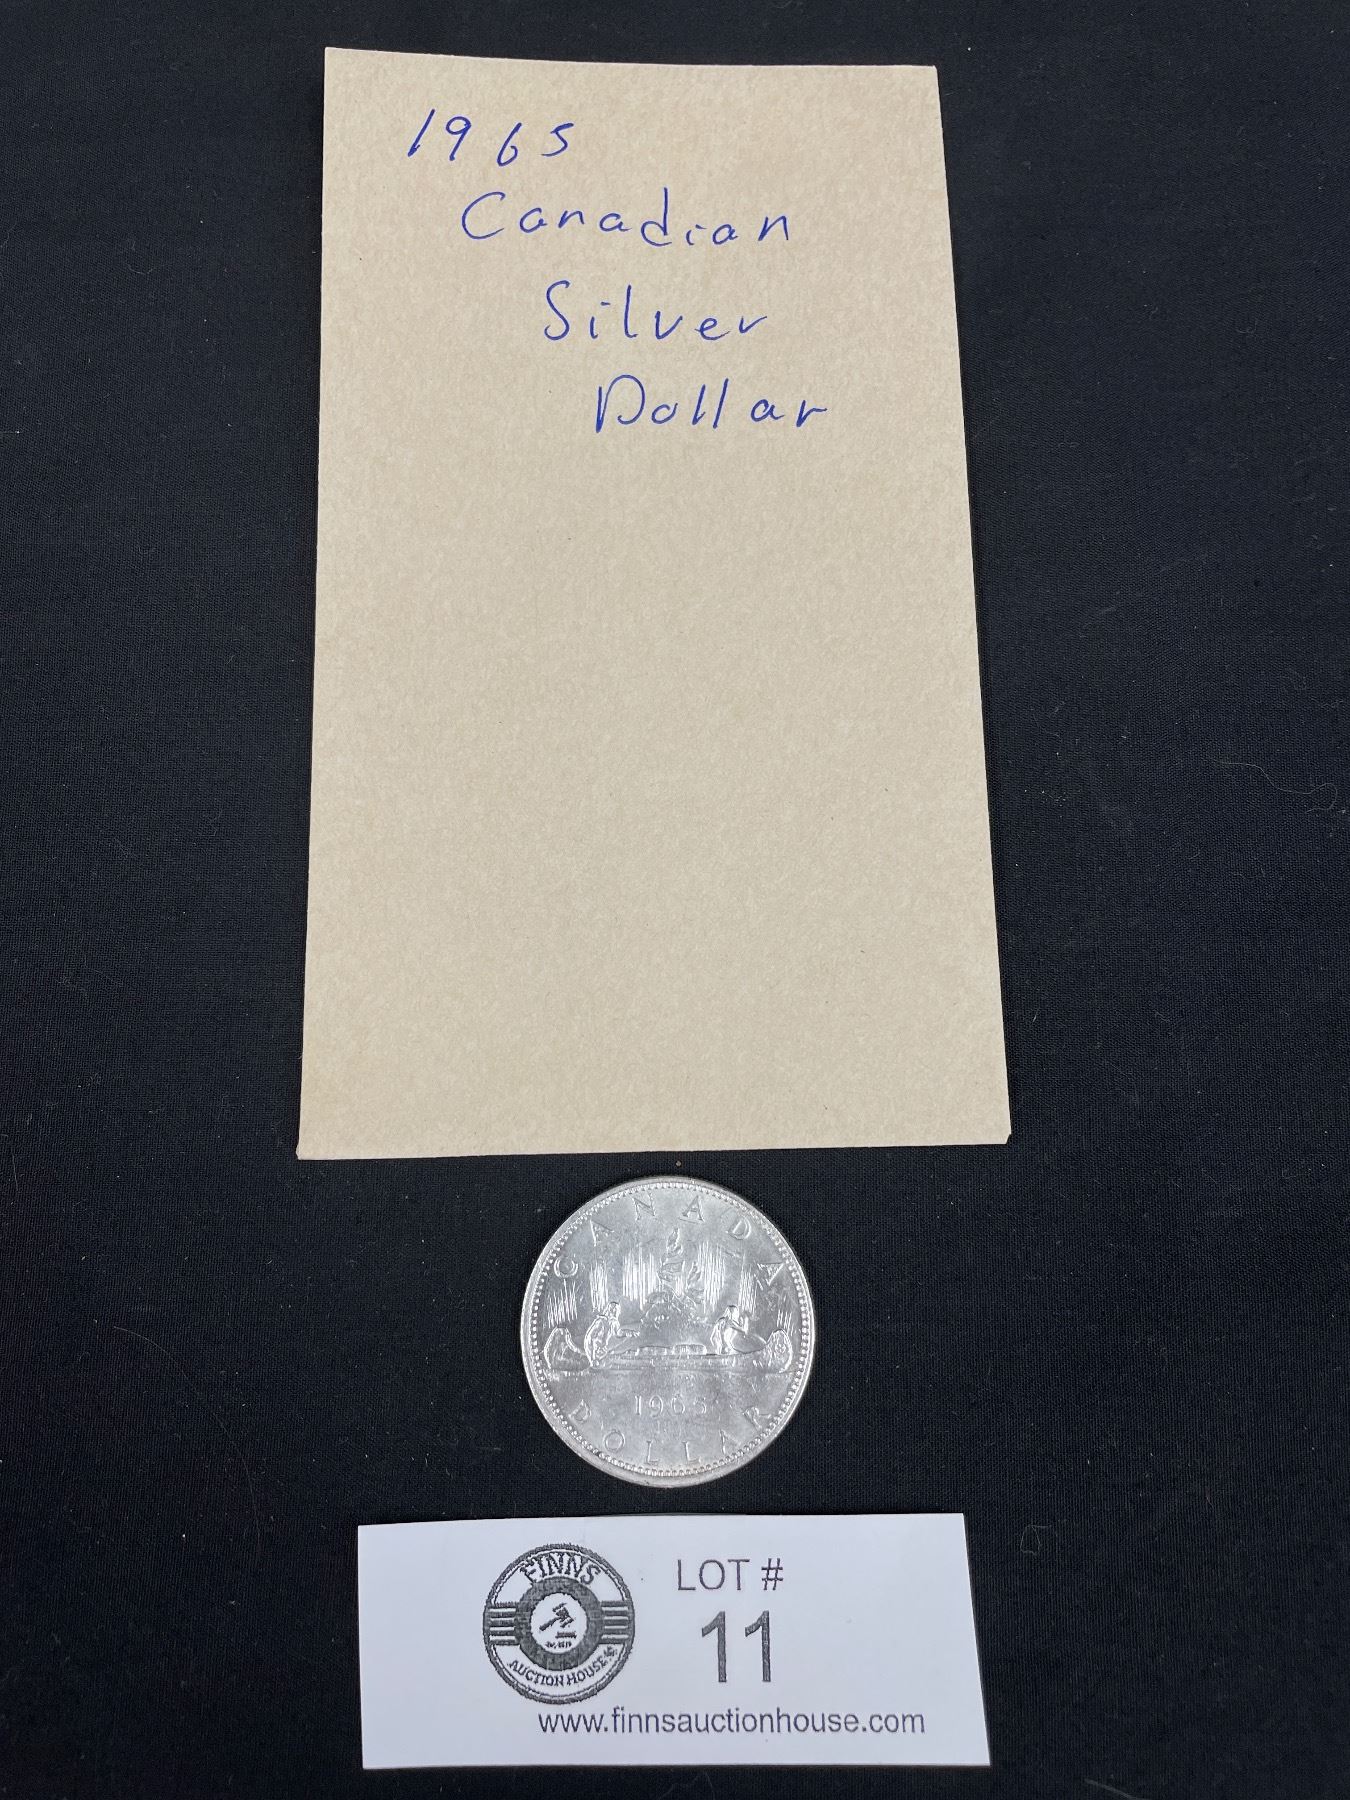 1965
Canadian
Silver
Dollar
CANADA
1965
DOLLAR
FINNS
AUCTION HOUSE
LOT #
11
www.finnsauctionhouse.com